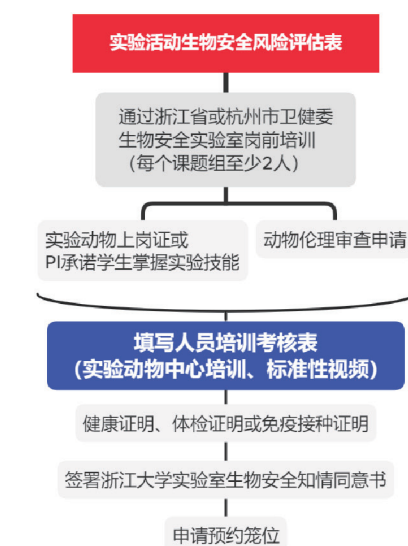 实验活动生物安全风险评估表
通过浙江省或杭州市卫健委
生物安全实验室岗前培训
（每个课题组至少2人）
实验动物上岗证或
PI承诺学生掌握实验技能
动物伦理审查申请
填写人员培训考核表
（实验动物中心培训、标准性视频）
健康证明、体检证明或免疫接种证明
签署浙江大学实验室生物安全知情同意书
申请预约笼位